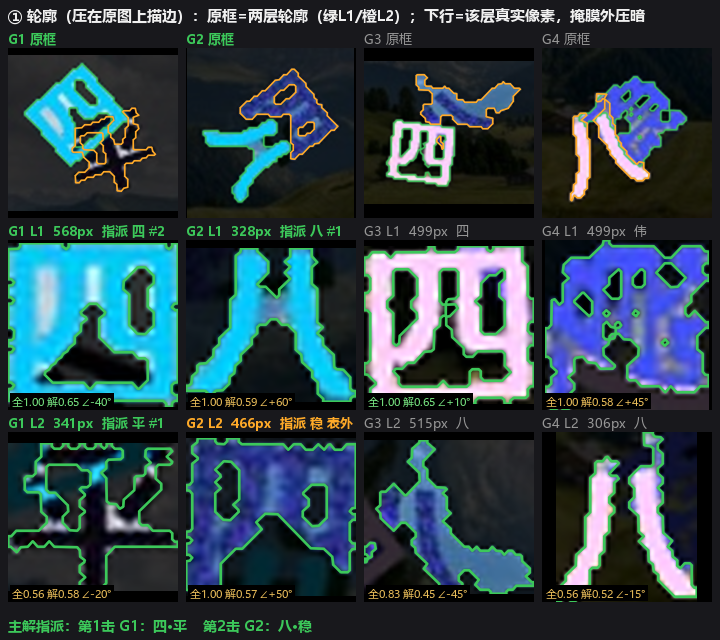 ① 轮廓（压在原图上描边）：原框=两层轮廓（绿L1/橙L2）；下行=该层真实像素，掩膜外压暗
G1 原框 G2 原框 G3 原框 G4 原框
G1 L1 568px 指派 四 #2 G2 L1 328px 指派 八 #1 G3 L1 499px 四 G4 L1 499px 伟
全1.00 解0.65 ∠-40° 全1.00 解0.59 ∠+60° 全1.00 解0.65 ∠+10° 全1.00 解0.58 ∠+45°
G1 L2 341px 指派 平 #1 G2 L2 466px 指派 稳 表外 G3 L2 515px 八 G4 L2 306px 八
全0.56 解0.58 ∠-20° 全1.00 解0.57 ∠+50° 全0.83 解0.45 ∠-45° 全0.56 解0.52 ∠-15°
主解指派：第1击 G1：四·平 第2击 G2：八·稳